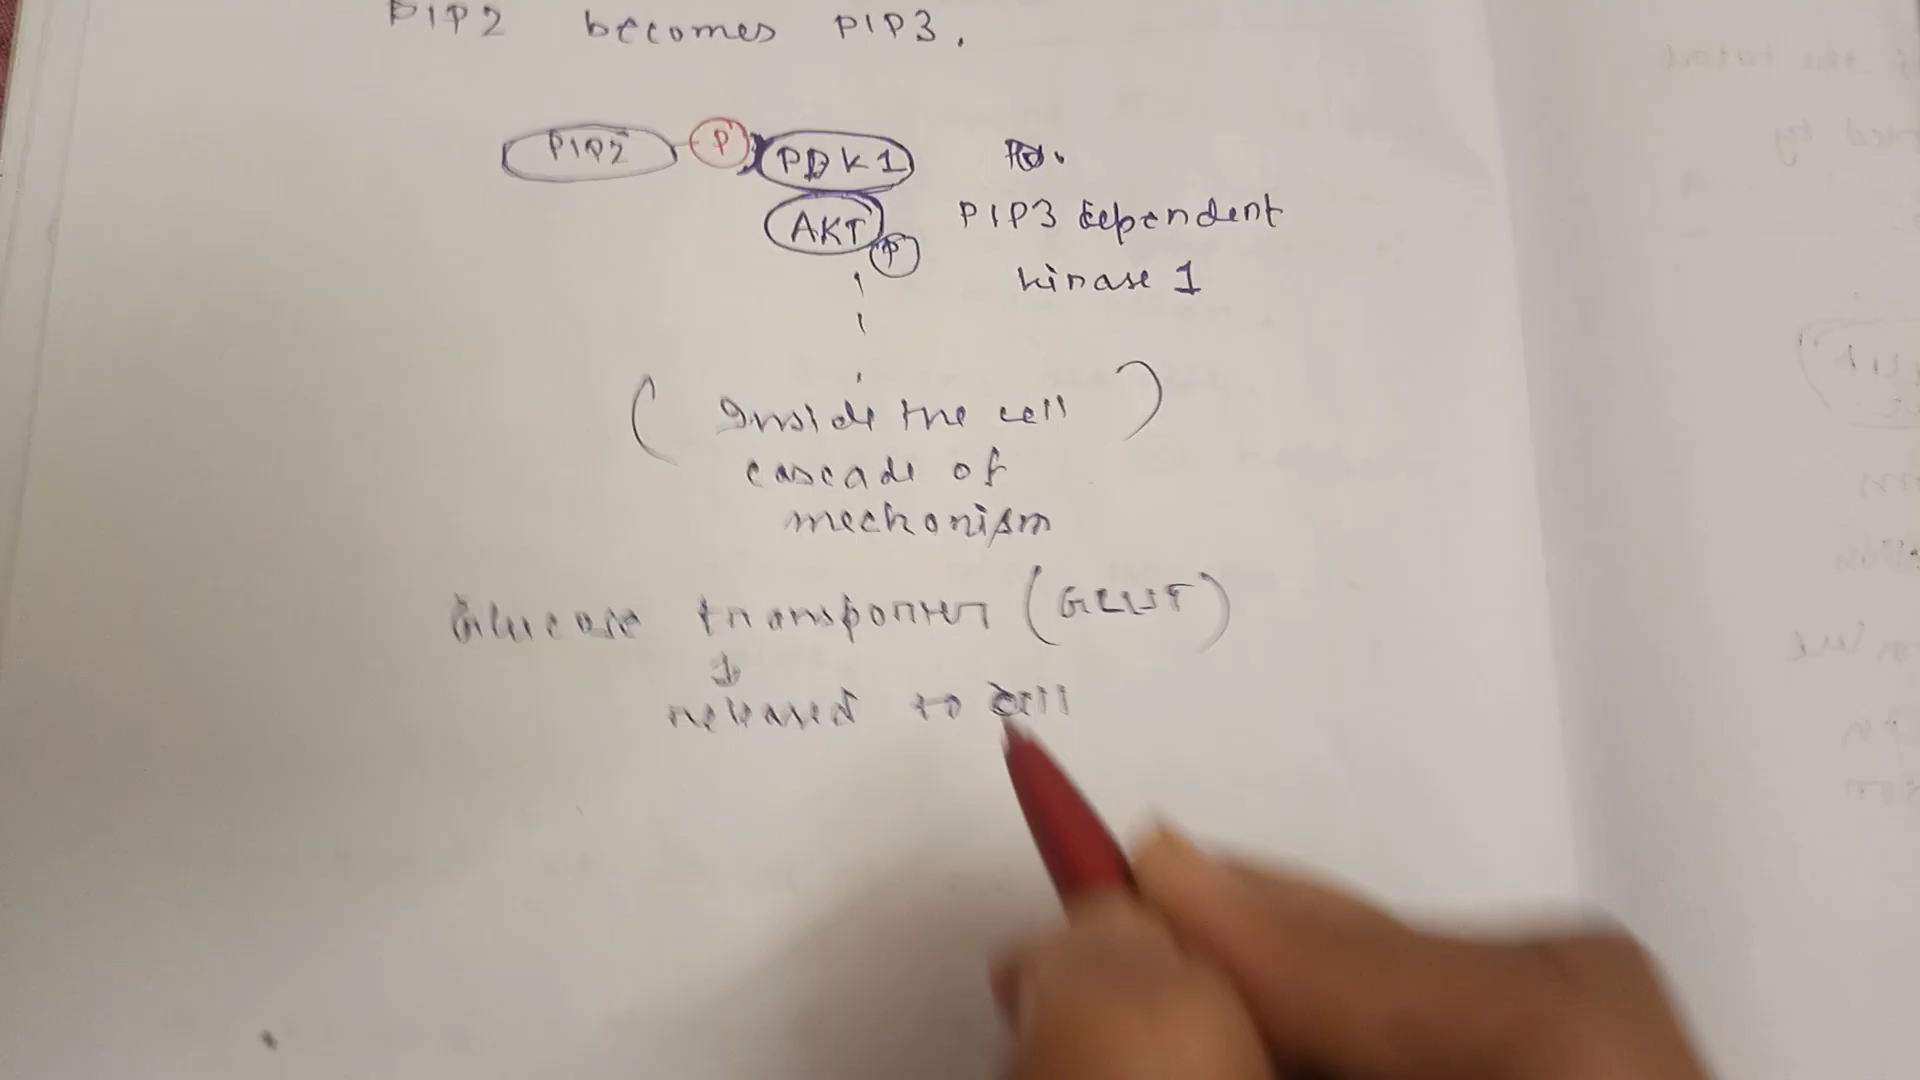 PIP2 becomes PIP3.
PIP2 P PDK1
AKT P
PIP3 dependent
kinase 1
(Inside the cell)
cascade of
mechanism
Glucose transporter (GLUT)
released to cell